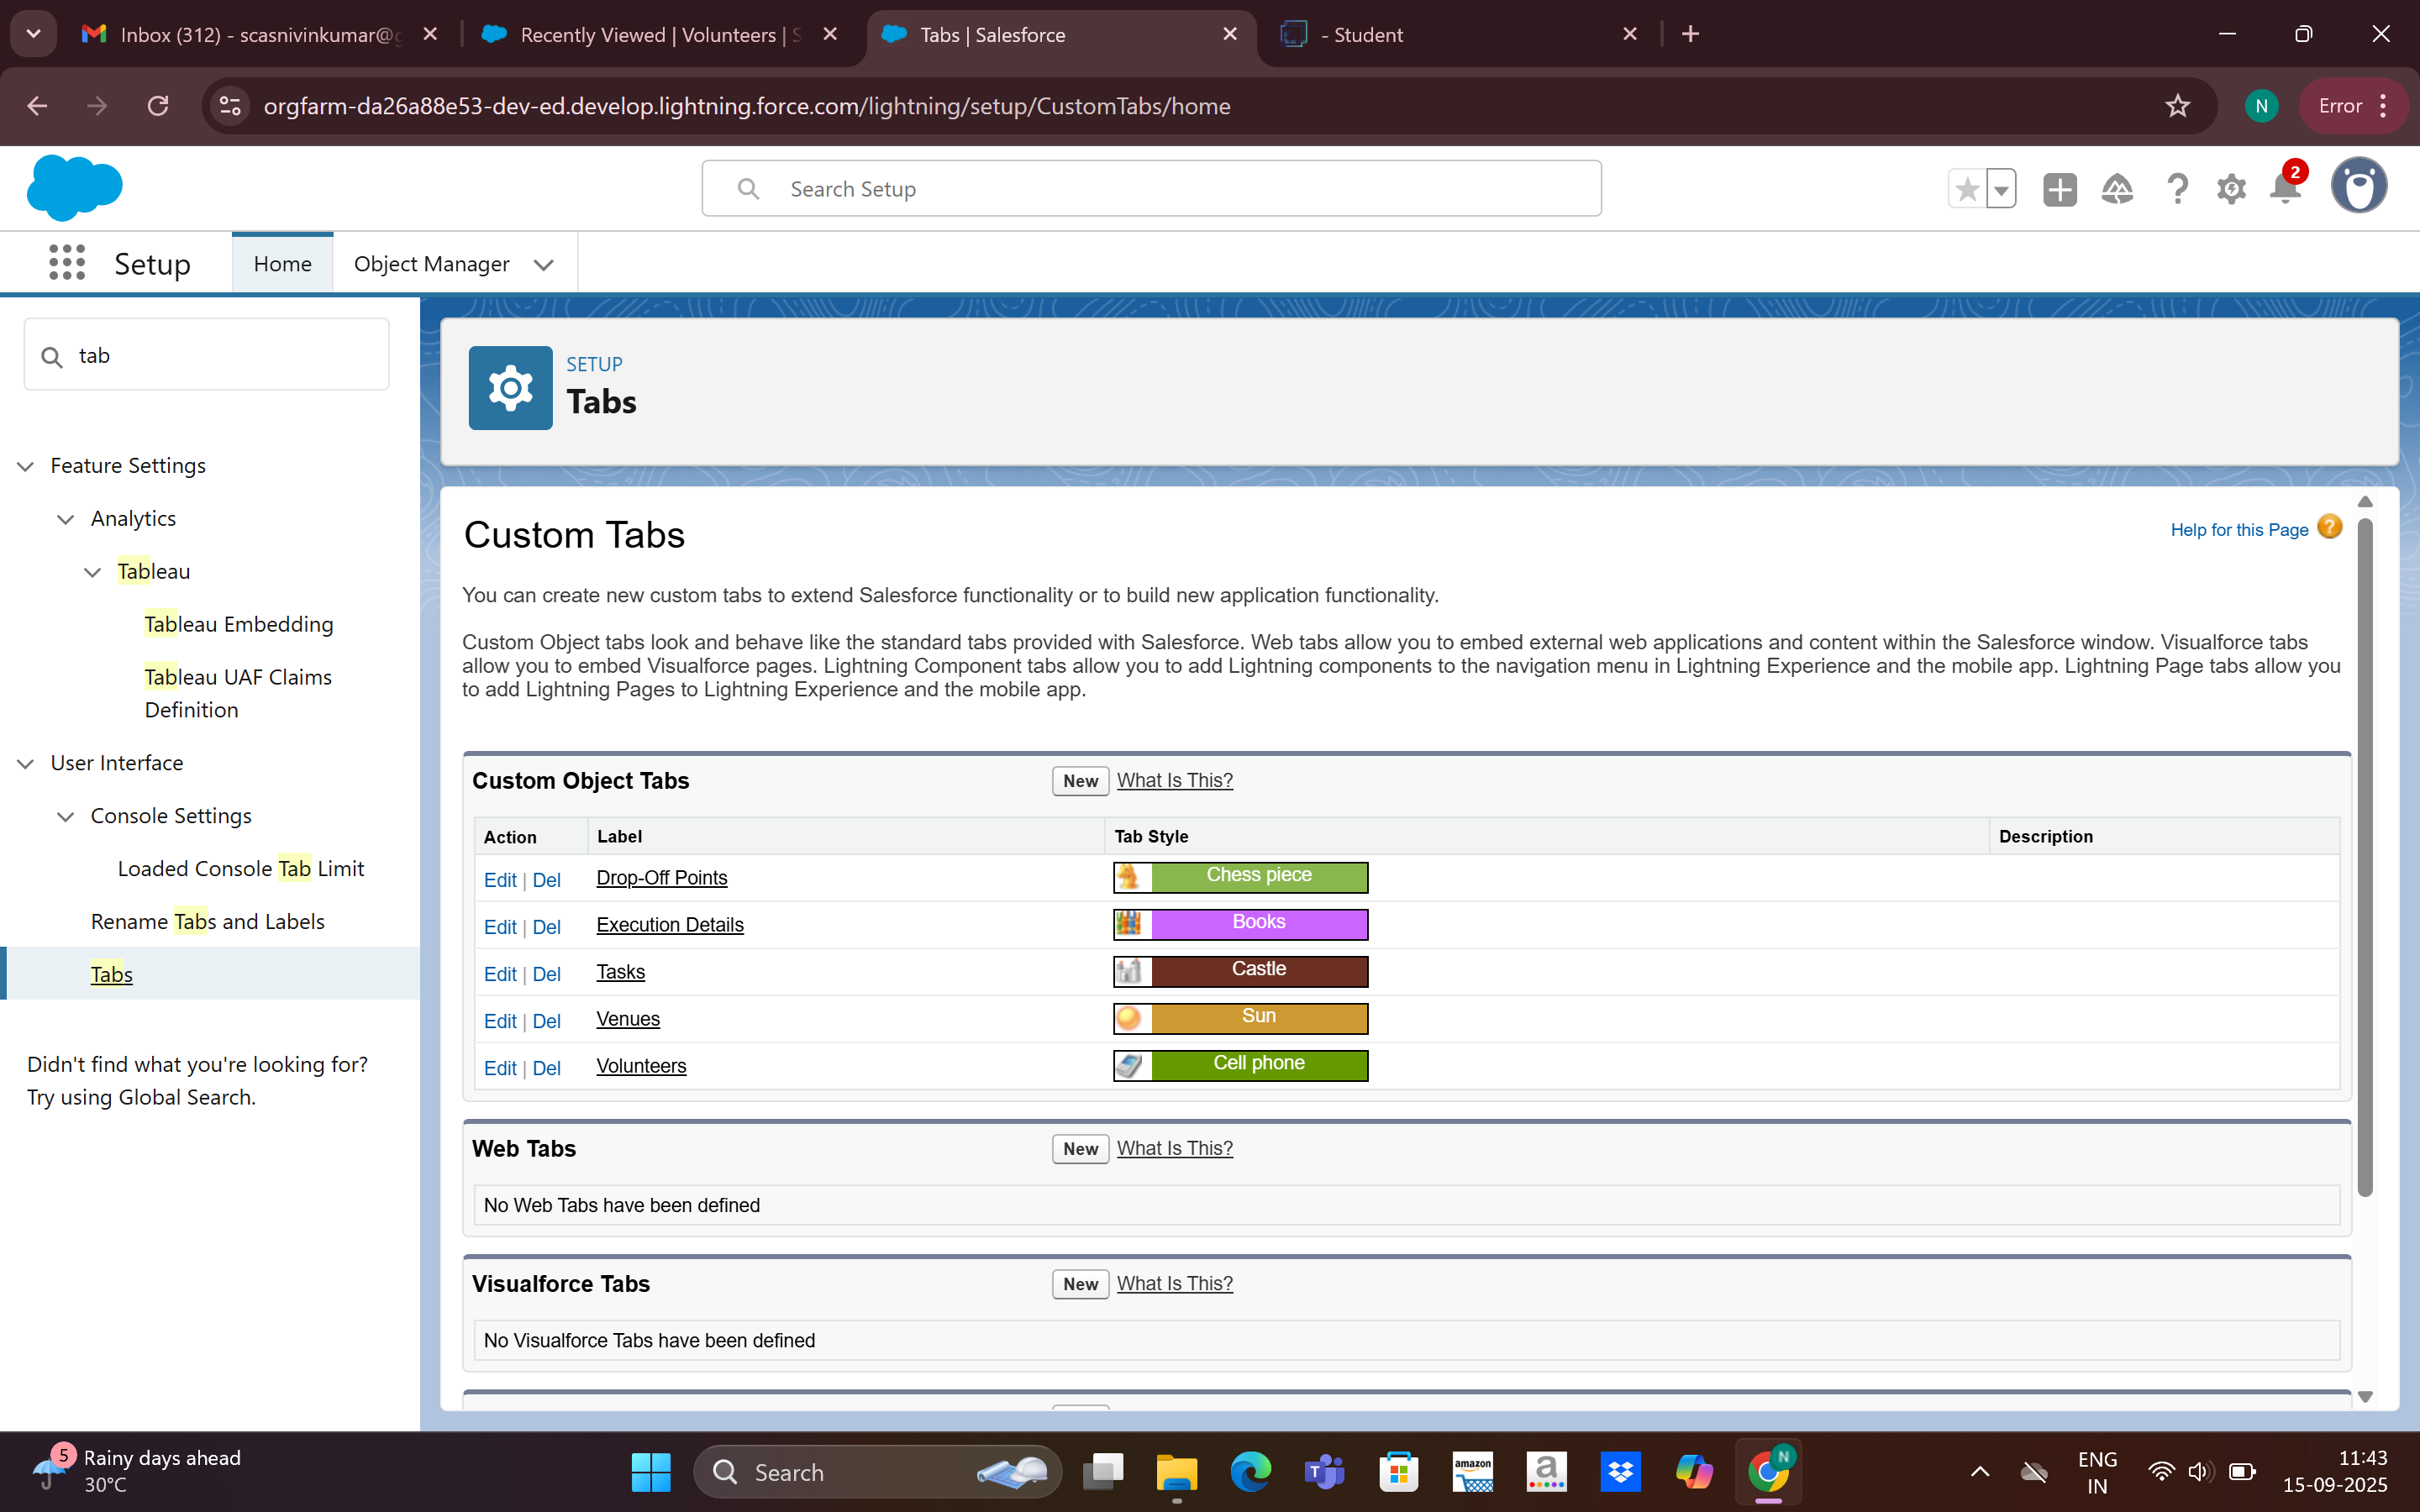 Inbox (312) - scasnivinkumar@g
Recently Viewed | Volunteers | S
Tabs | Salesforce
- Student
orgfarm-da26a88e53-dev-ed.develop.lightning.force.com/lightning/setup/CustomTabs/home
N
Error
Search Setup
2
Setup
Home
Object Manager
tab
Feature Settings
Analytics
Tableau
Tableau Embedding
Tableau UAF Claims
Definition
User Interface
Console Settings
Loaded Console Tab Limit
Rename Tabs and Labels
Tabs
Didn't find what you're looking for?
Try using Global Search.
SETUP
Tabs
Custom Tabs
Help for this Page ?
You can create new custom tabs to extend Salesforce functionality or to build new application functionality.
Custom Object tabs look and behave like the standard tabs provided with Salesforce. Web tabs allow you to embed external web applications and content within the Salesforce window. Visualforce tabs
allow you to embed Visualforce pages. Lightning Component tabs allow you to add Lightning components to the navigation menu in Lightning Experience and the mobile app. Lightning Page tabs allow you
to add Lightning Pages to Lightning Experience and the mobile app.
Custom Object Tabs New What Is This?
Action Label Tab Style Description
Edit | Del Drop-Off Points Chess piece
Edit | Del Execution Details Books
Edit | Del Tasks Castle
Edit | Del Venues Sun
Edit | Del Volunteers Cell phone
Web Tabs New What Is This?
No Web Tabs have been defined
Visualforce Tabs New What Is This?
No Visualforce Tabs have been defined
5
Rainy days ahead
30°C
Search
T
amazon
a
N
ENG
IN
11:43
15-09-2025